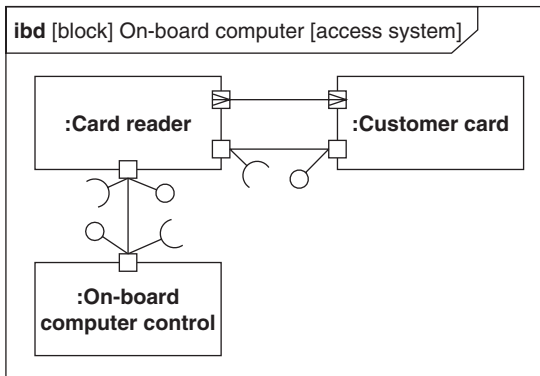 ibd [block] On-board computer [access system]
:Card reader
:Customer card
:On-board
computer control